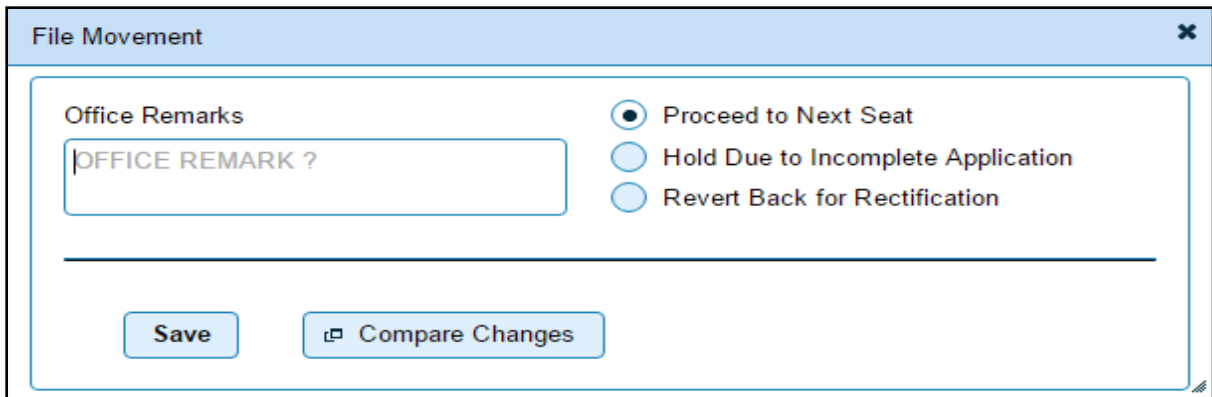 File Movement
Office Remarks
OFFICE REMARK ?
Proceed to Next Seat
Hold Due to Incomplete Application
Revert Back for Rectification
Save
Compare Changes